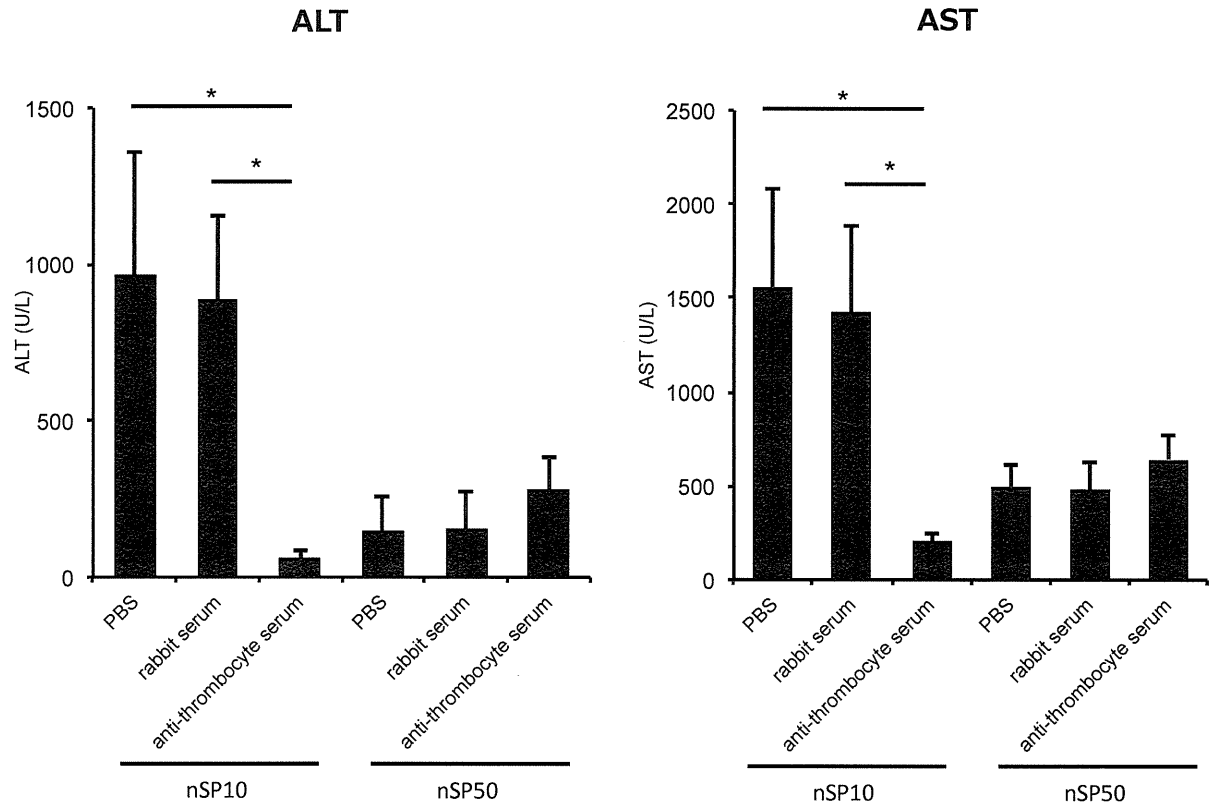 ALT
*
*
1500
1000
500
0
ALT (U/L)
PBS
rabbit serum
anti-thrombocyte serum
PBS
rabbit serum
anti-thrombocyte serum
nSP10
nSP50
AST
*
*
2500
2000
1500
1000
500
0
AST (U/L)
PBS
rabbit serum
anti-thrombocyte serum
PBS
rabbit serum
anti-thrombocyte serum
nSP10
nSP50